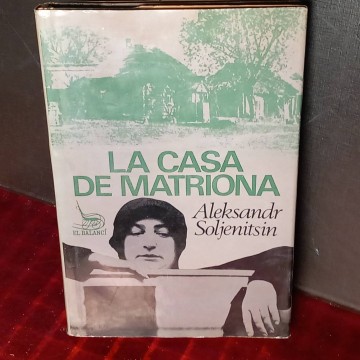 LA CASA
DE MATRIONA
EL BALANCÍ
Aleksandr
Soljenitsin